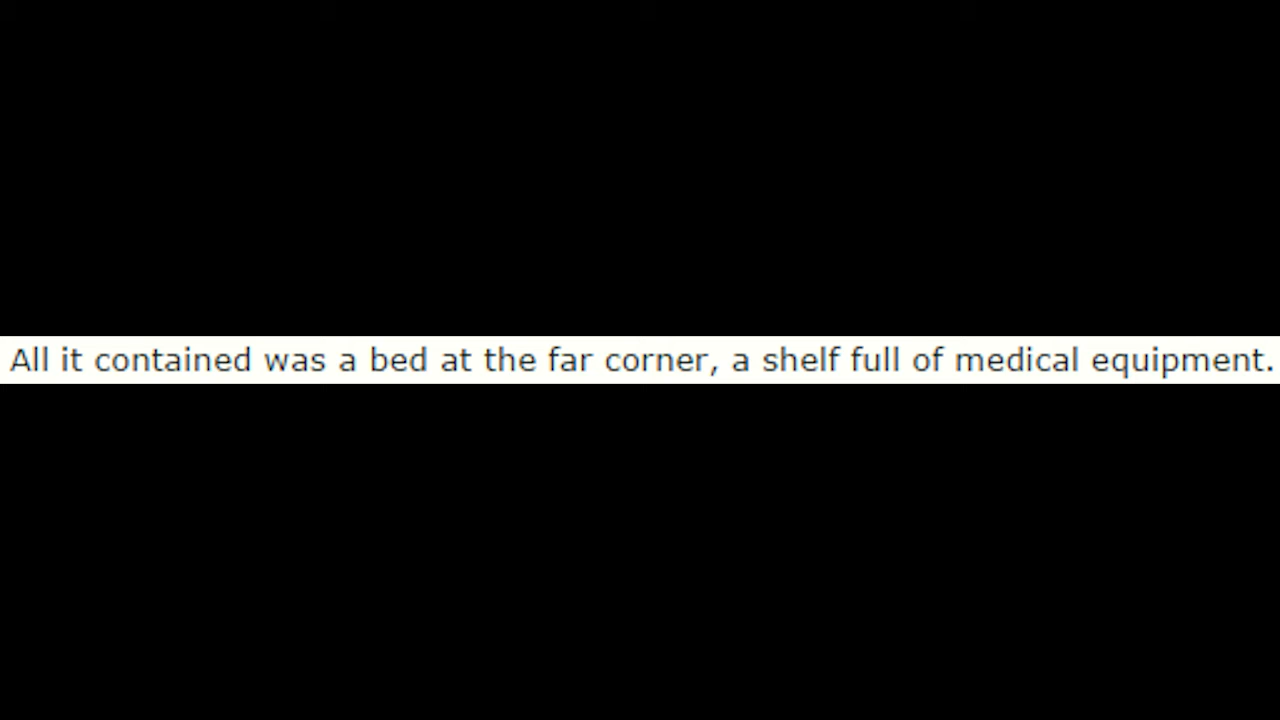 All it contained was a bed at the far corner, a shelf full of medical equipment.